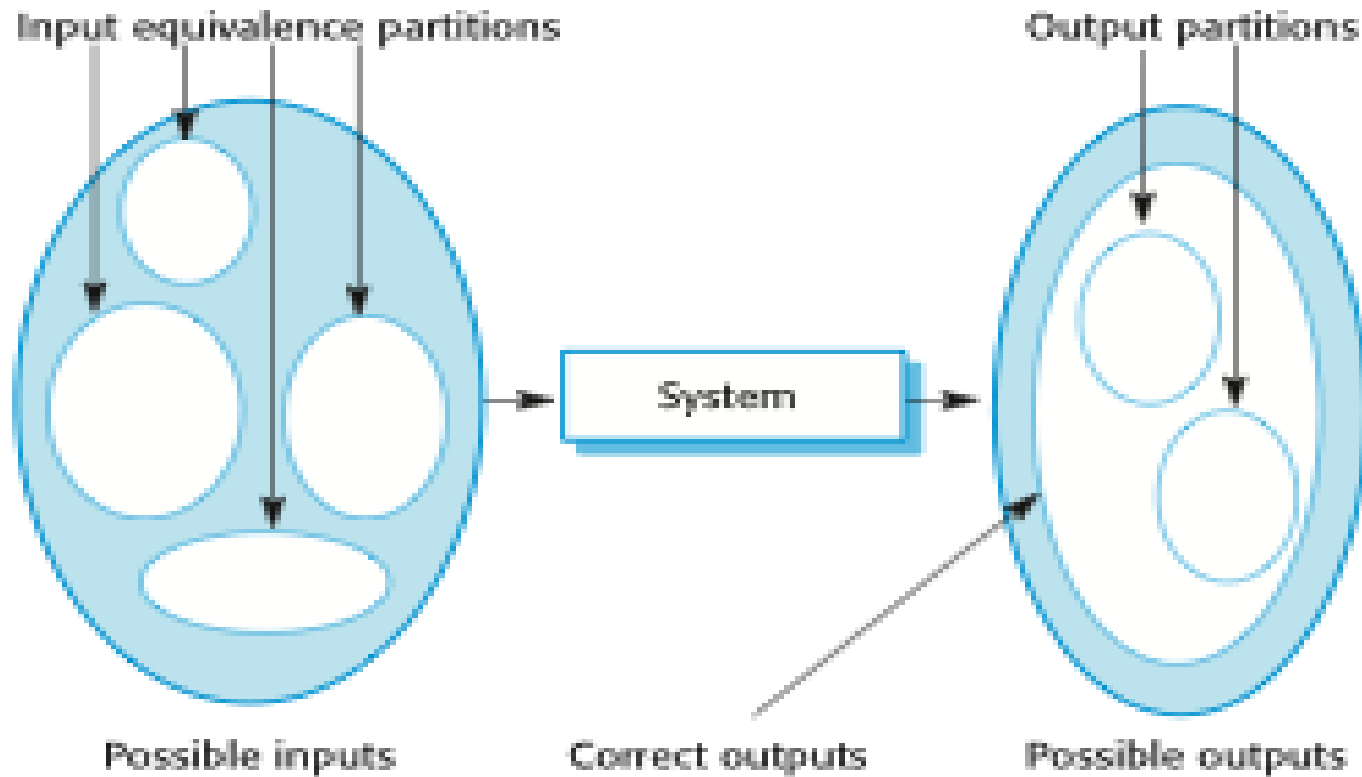 Input equivalence partitions
Output partitions
System
Possible inputs
Correct outputs
Possible outputs